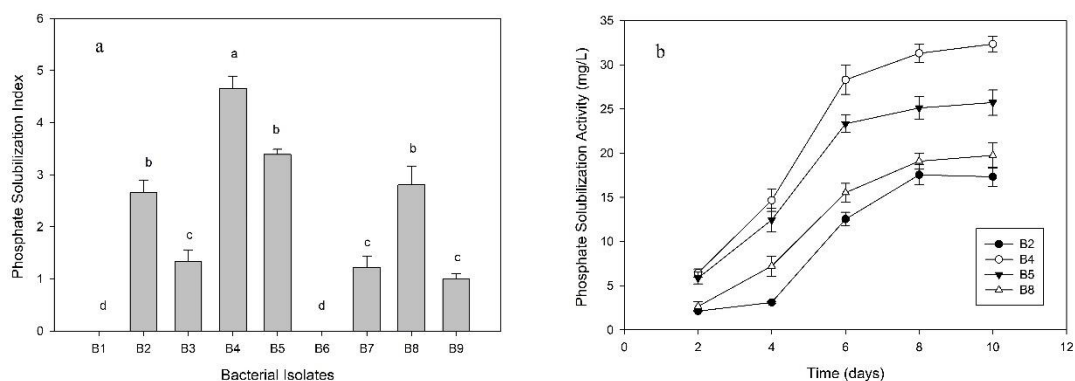 a
Phosphate Solubilization Index
6
5
4
3
2
1
0
d
b
c
a
b
d
c
b
c
B1 B2 B3 B4 B5 B6 B7 B8 B9
Bacterial Isolates
b
Phosphate Solubilization Activity (mg/L)
35
30
25
20
15
10
5
0
B2
B4
B5
B8
0 2 4 6 8 10 12
Time (days)